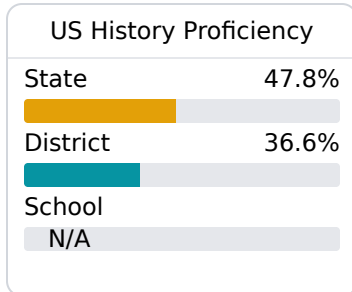 US History Proficiency
State 47.8%
District 36.6%
School
N/A